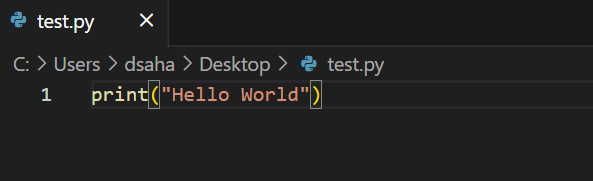 test.py
C: > Users > dsaha > Desktop > test.py
1 print("Hello World")